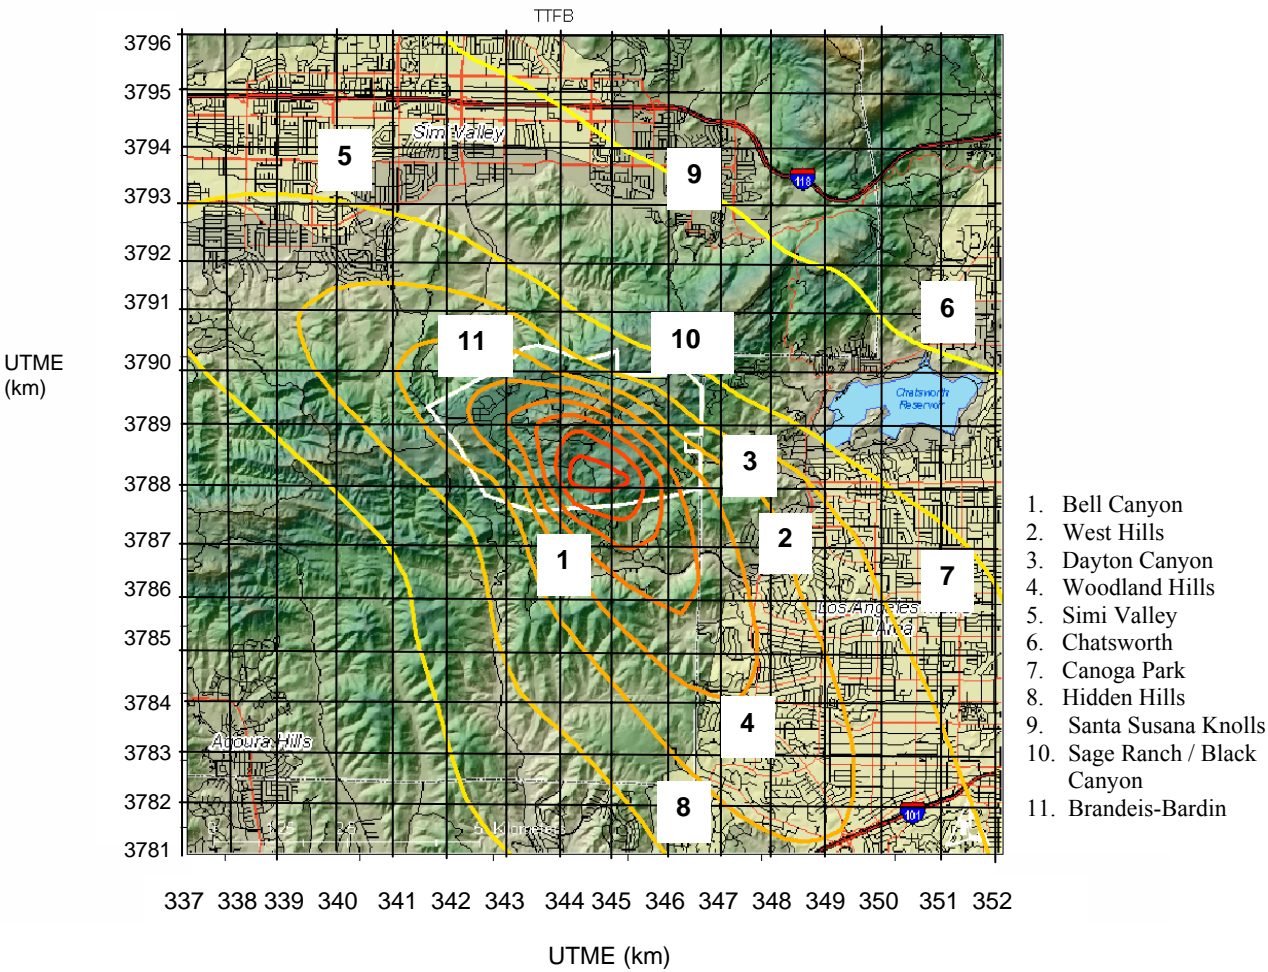 TTFB
3796
3795
3794
3793
3792
3791
3790
3789
3788
3787
3786
3785
3784
3783
3782
3781
UTME
(km)
Simi Valley
5
9
118
6
11
10
Chatsworth
Reservoir
3
2
1
7
Los Angeles
Area
4
Agoura Hills
8
101
5 Kilometers
337 338 339 340 341 342 343 344 345 346 347 348 349 350 351 352
UTME (km)
1. Bell Canyon
2. West Hills
3. Dayton Canyon
4. Woodland Hills
5. Simi Valley
6. Chatsworth
7. Canoga Park
8. Hidden Hills
9. Santa Susana Knolls
10. Sage Ranch / Black
Canyon
11. Brandeis-Bardin